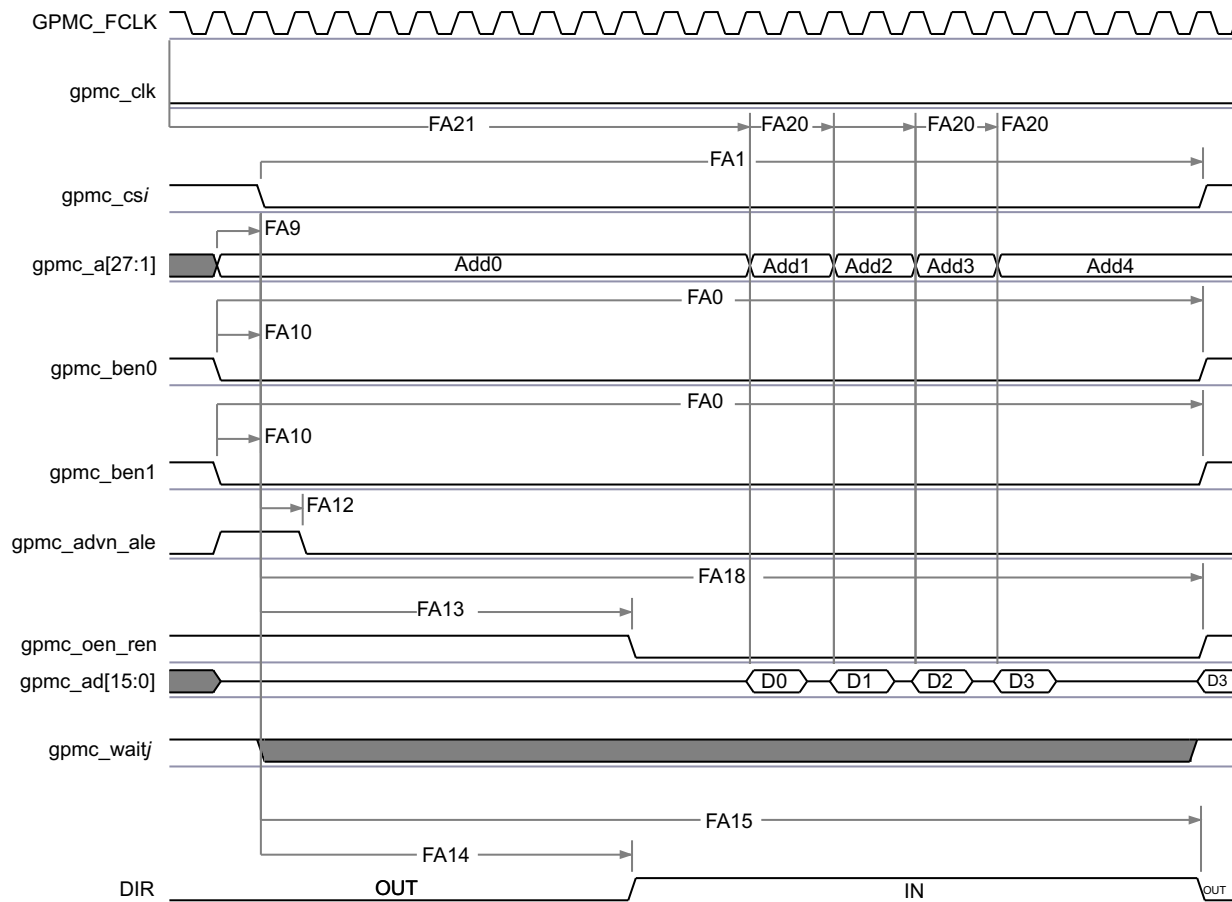 GPMC_FCLK
gpmc_clk
FA21 FA20 FA20 FA20
FA1
gpmc_csi
FA9
gpmc_a[27:1] Add0 Add1 Add2 Add3 Add4
FA0
FA10
gpmc_ben0
FA0
FA10
gpmc_ben1
FA12
gpmc_advn_ale
FA18
FA13
gpmc_oen_ren
gpmc_ad[15:0] D0 D1 D2 D3 D3
gpmc_waitj
FA15
FA14
DIR OUT IN OUT